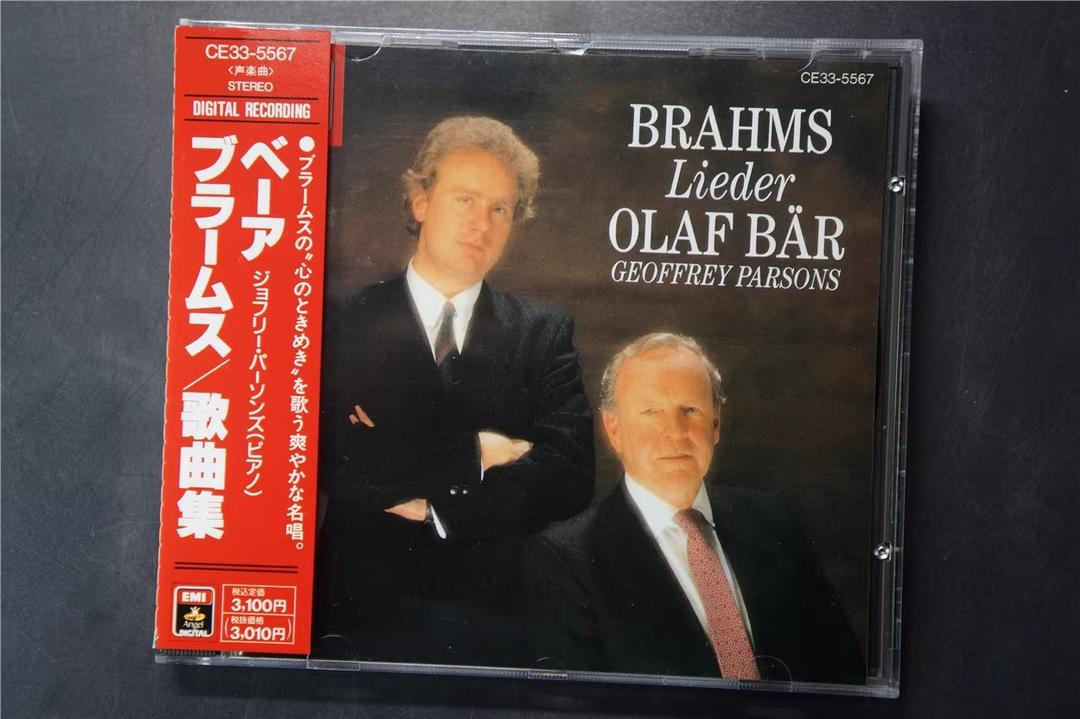 CE33-5567
〈声楽曲〉
STEREO
DIGITAL RECORDING
●ブラームスの〝心のときめき〟を歌う爽やかな名唱。
ベーア
ジョフリー・パーソンズ(ピアノ)
ブラームス/歌曲集
EMI
Angel
DIGITAL
税込定価
3,100円
(税抜価格
3,010円)
CE33-5567
BRAHMS
Lieder
OLAF BÄR
GEOFFREY PARSONS